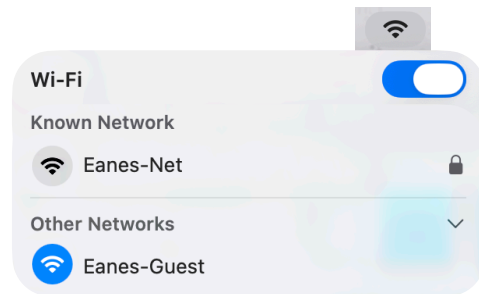 Wi-Fi
Known Network
Eanes-Net
Other Networks
Eanes-Guest